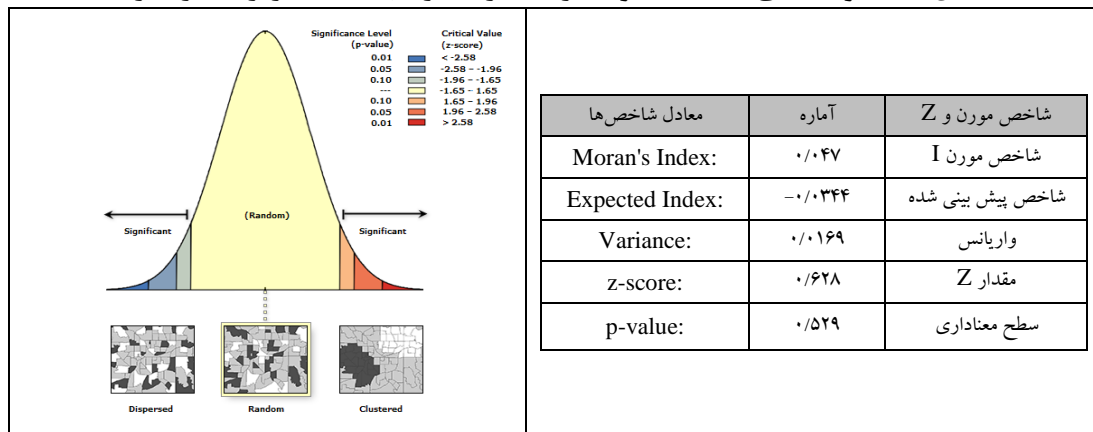 Significance Level (p-value) Critical Value (z-score)
0.01 < -2.58
0.05 -2.58 - -1.96
0.10 -1.96 - -1.65
--- -1.65 - 1.65
0.10 1.65 - 1.96
0.05 1.96 - 2.58
0.01 > 2.58
(Random)
Significant Significant
Dispersed Random Clustered
شاخص مورن و Z آماره معادل شاخص‌ها
شاخص مورن I ۰/۰۴۷ Moran's Index:
شاخص پیش بینی شده -۰/۰۳۴۴ Expected Index:
واریانس ۰/۰۱۶۹ Variance:
مقدار Z ۰/۶۲۸ z-score:
سطح معناداری ۰/۵۲۹ p-value: